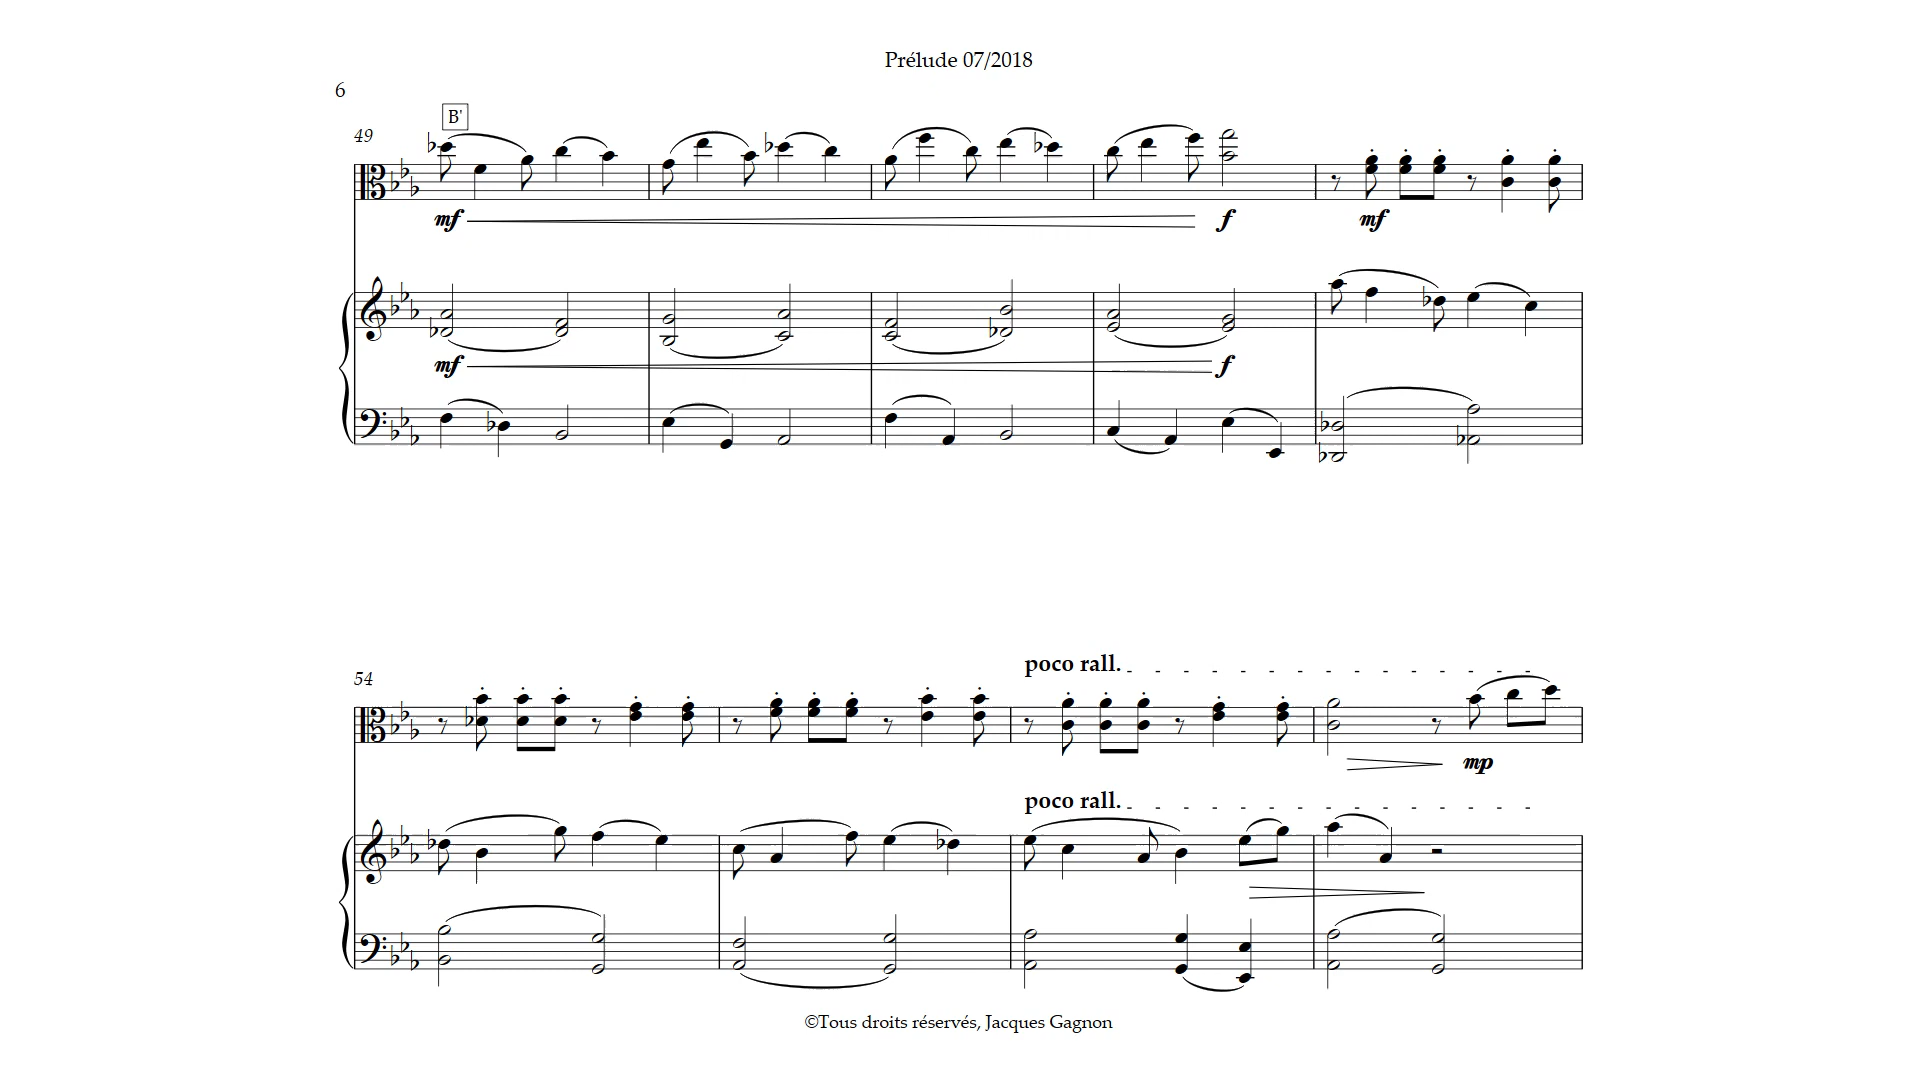 Prélude 07/2018
6
B'
49
mf f mf
mf f
poco rall.
54
mp
poco rall.
©Tous droits réservés, Jacques Gagnon